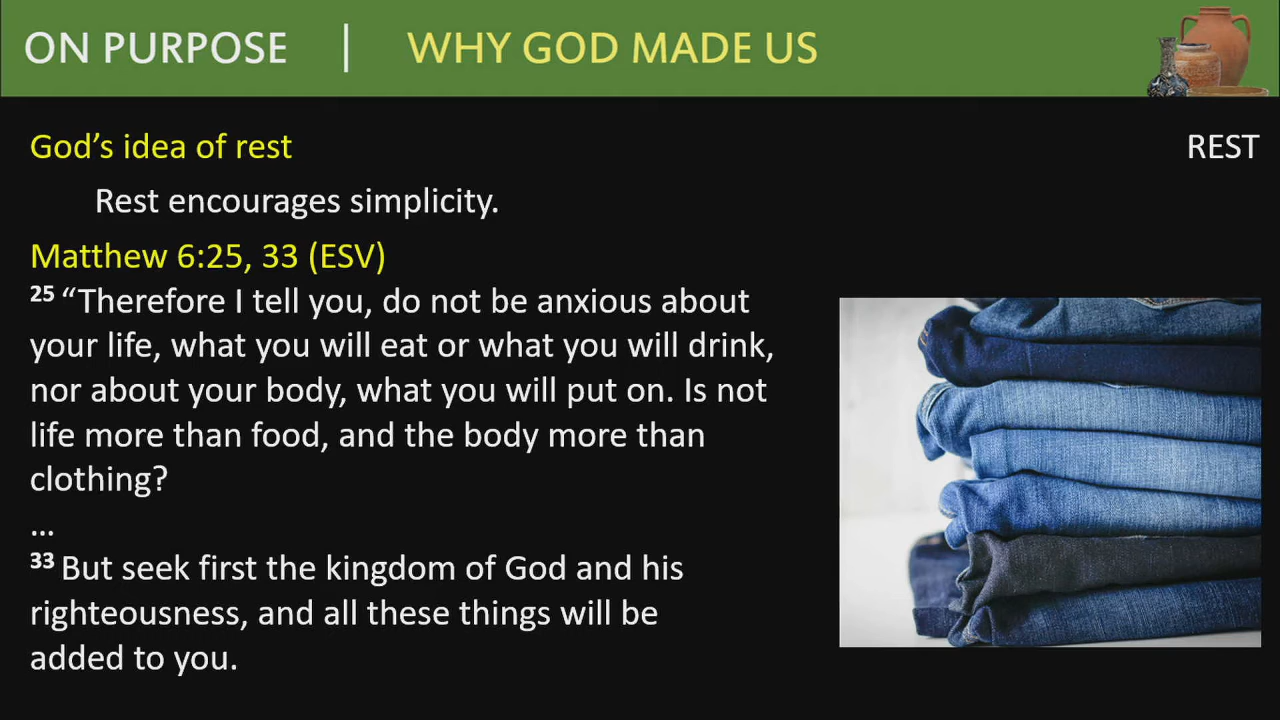 ON PURPOSE | WHY GOD MADE US
God’s idea of rest
REST
Rest encourages simplicity.
Matthew 6:25, 33 (ESV)
25 “Therefore I tell you, do not be anxious about
your life, what you will eat or what you will drink,
nor about your body, what you will put on. Is not
life more than food, and the body more than
clothing?
...
33 But seek first the kingdom of God and his
righteousness, and all these things will be
added to you.